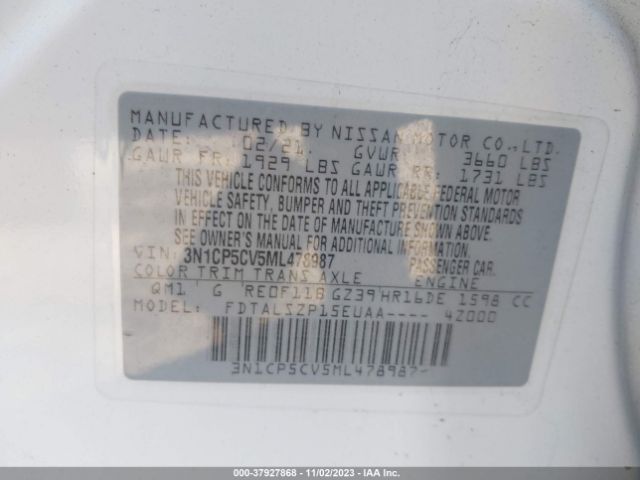 MANUFACTURED BY NISSAN MOTOR CO.,LTD.
DATE: 02/21 GVWR 3660 LBS
GAWR FR: 1929 LBS GAWR RR: 1731 LBS
THIS VEHICLE CONFORMS TO ALL APPLICABLE FEDERAL MOTOR
VEHICLE SAFETY, BUMPER AND THEFT PREVENTION STANDARDS
IN EFFECT ON THE DATE OF MANUFACTURE SHOWN ABOVE.
SEE OWNER'S MANUAL FOR ADDITIONAL INFORMATION.
VIN: 3N1CP5CV5ML478987 PASSENGER CAR.
COLOR TRIM TRANS AXLE ENGINE
QM1 G RE0F11B GZ39 HR16DE 1598 CC
MODEL: FDTALSZP15EUAA---- 4Z000
3N1CP5CV5ML478987-
000-37927868 - 11/02/2023 - IAAI